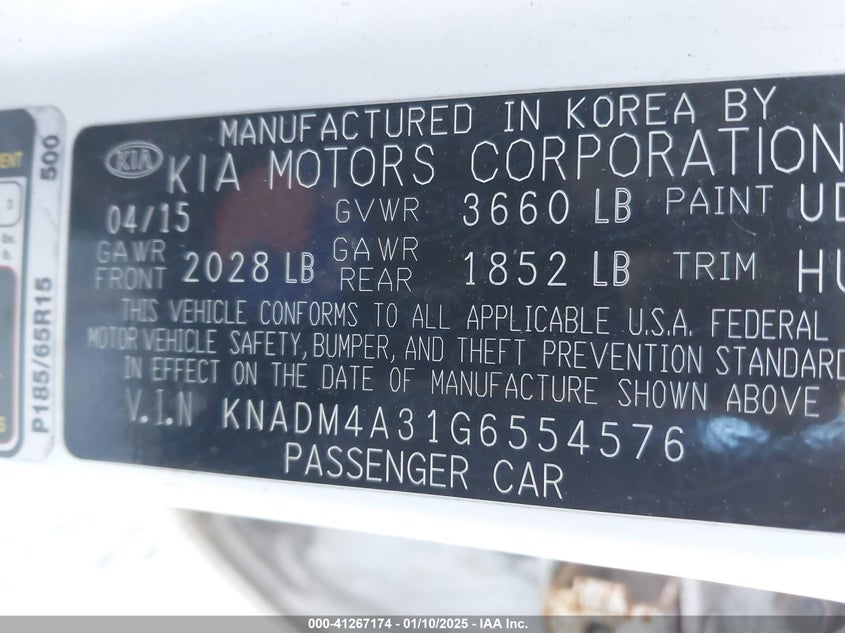 MANUFACTURED IN KOREA BY
KIA KIA MOTORS CORPORATION
04/15 GVWR 3660 LB PAINT UD
GAWR FRONT 2028 LB GAWR REAR 1852 LB TRIM HU
THIS VEHICLE CONFORMS TO ALL APPLICABLE U.S.A. FEDERAL
MOTOR VEHICLE SAFETY, BUMPER, AND THEFT PREVENTION STANDARD
IN EFFECT ON THE DATE OF MANUFACTURE SHOWN ABOVE
V.I.N KNADM4A31G6554576
PASSENGER CAR
P185/65R15 500
000-41267174 - 01/10/2025 - IAA Inc.